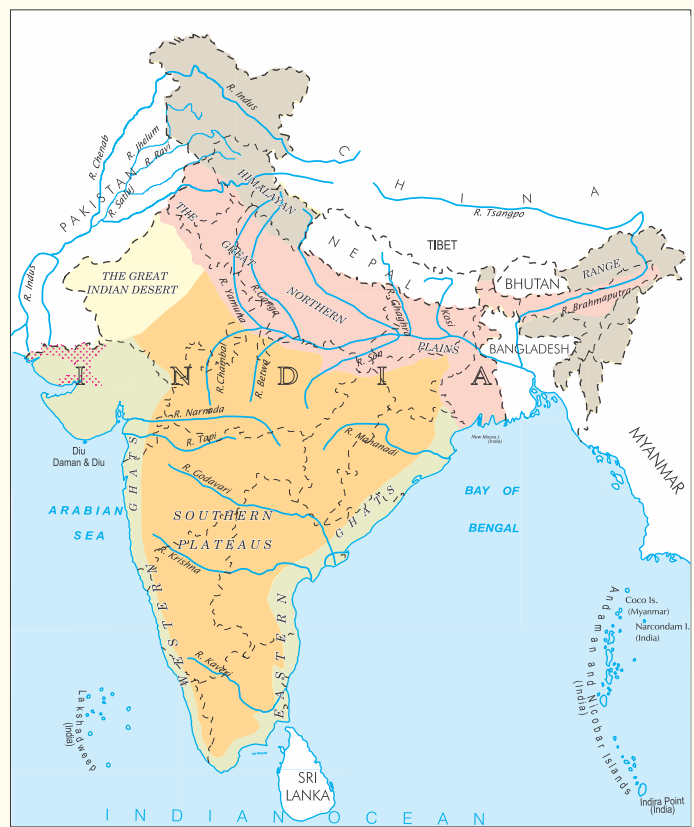 R. Indus
R. Chenab
R. Jhelum
R. Ravi
R. Satluj
PAKISTAN
CHINA
HIMALAYAN
R. Tsangpo
THE
GREAT
NORTHERN
PLAINS
NEPAL
TIBET
BHUTAN
RANGE
R. Brahmaputra
BANGLADESH
THE GREAT
INDIAN DESERT
R. Indus
R. Yamuna
R. Ganga
R. Ghaghra
Kosi
R. Chambal
R. Betwa
R. Son
INDIA
R. Narmada
R. Tapi
R. Mahanadi
New Moore I.
(India)
MYANMAR
Diu
Daman & Diu
R. Godavari
ARABIAN
SEA
SOUTHERN
PLATEAUS
BAY OF
BENGAL
R. Krishna
WESTERN GHATS
EASTERN GHATS
R. Kaveri
Coco Is.
(Myanmar)
Narcondam I.
(India)
Andaman and Nicobar Islands
(India)
Lakshadweep
(India)
SRI
LANKA
Indira Point
(India)
INDIAN OCEAN